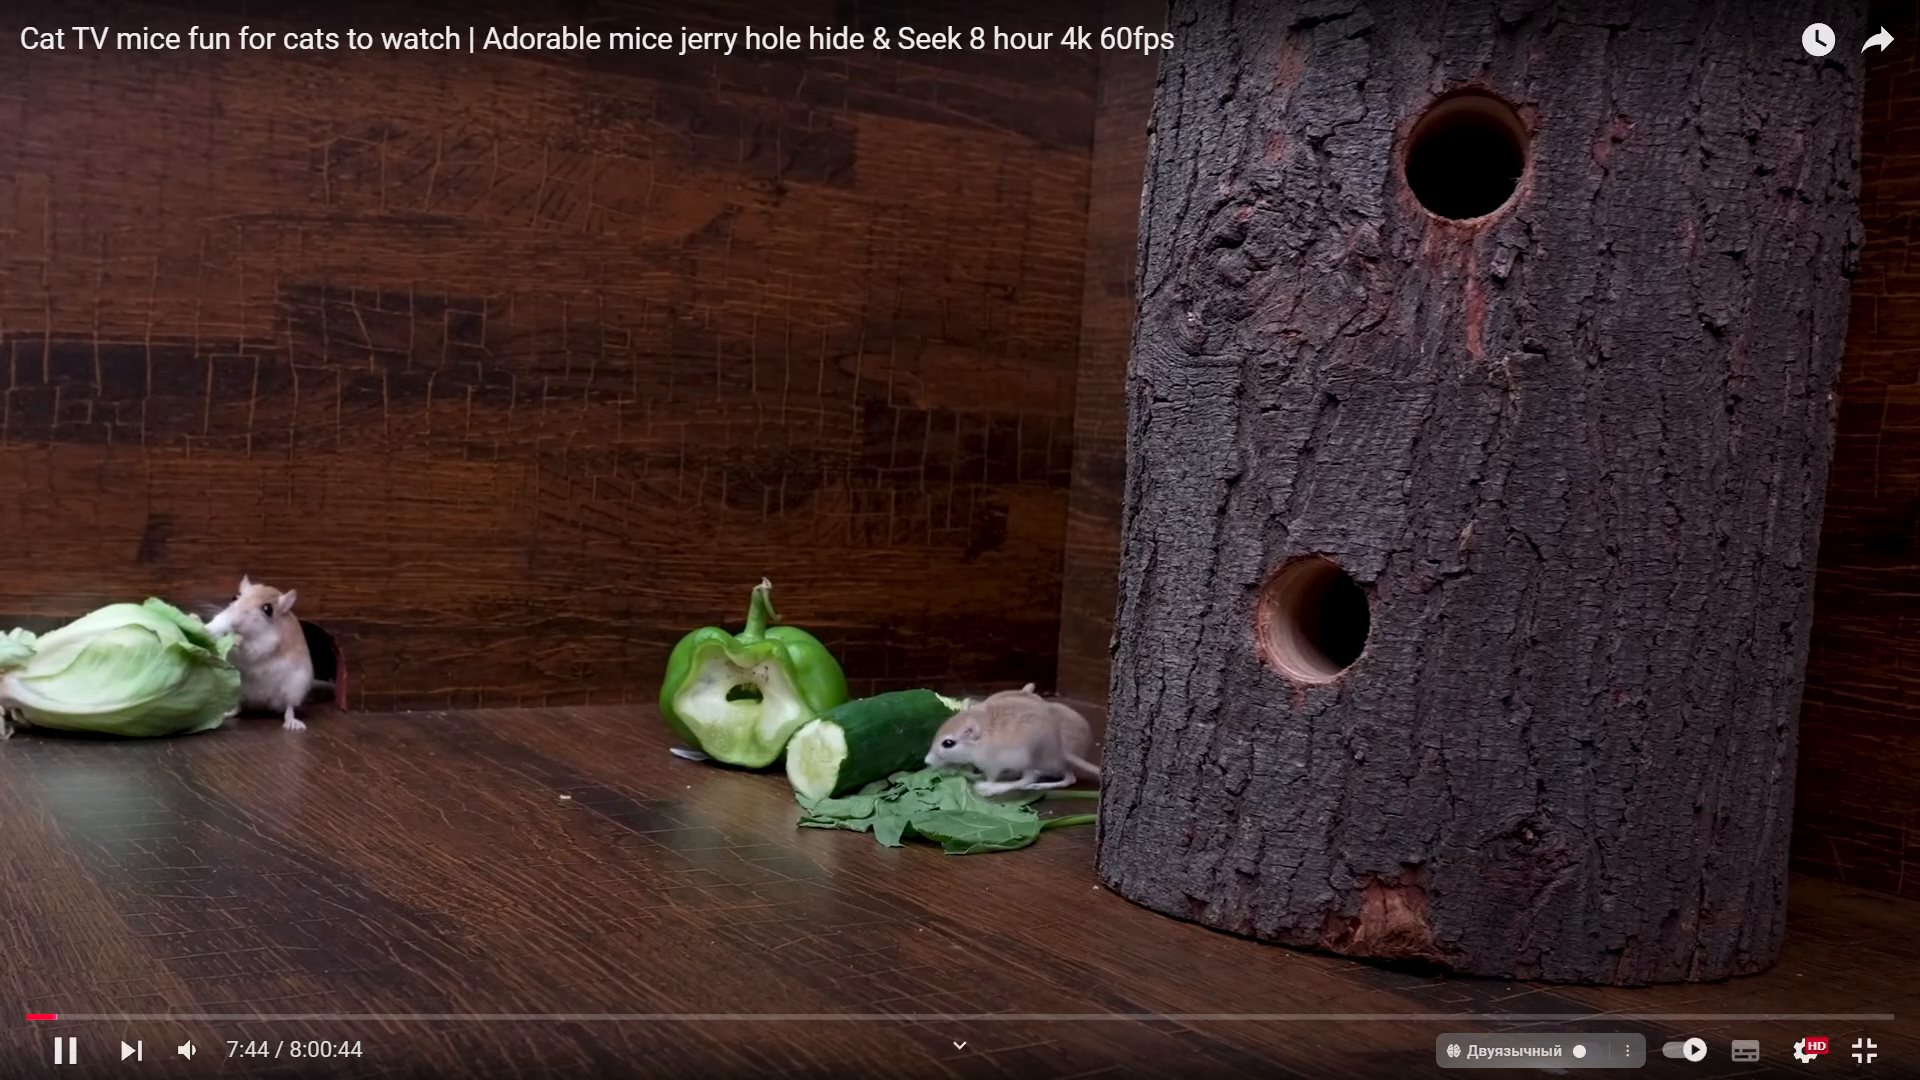 Cat TV mice fun for cats to watch | Adorable mice jerry hole hide & Seek 8 hour 4k 60fps
7:44 / 8:00:44
Двуязычный
HD